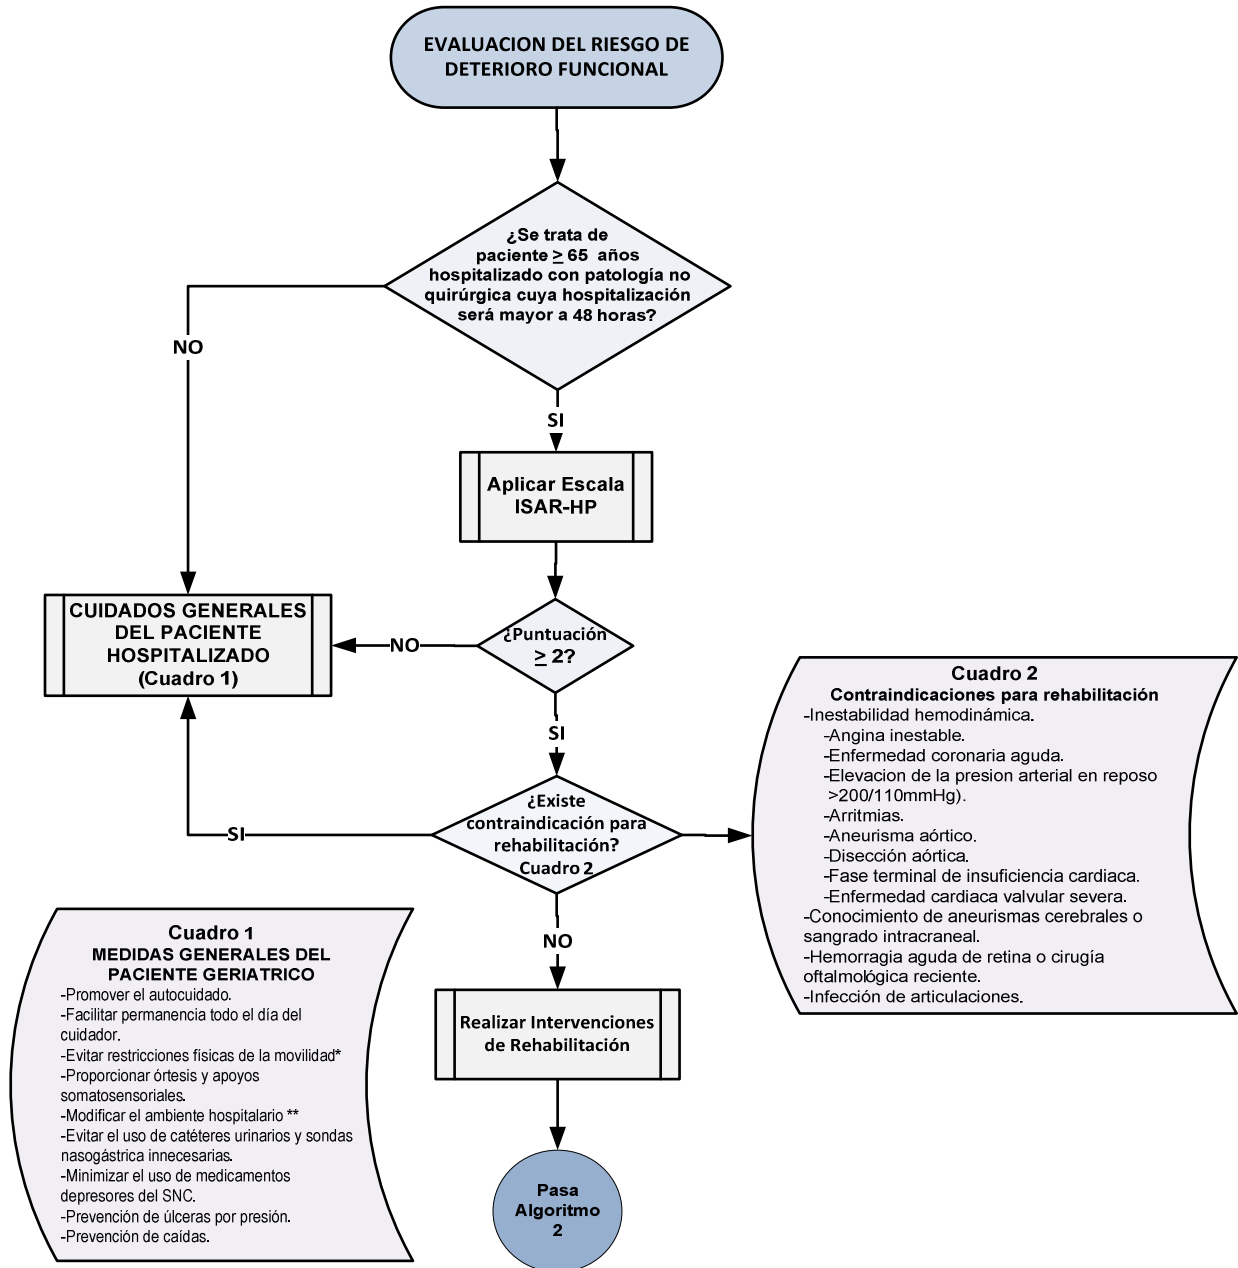 EVALUACION DEL RIESGO DE
DETERIORO FUNCIONAL
¿Se trata de
paciente ≥ 65 años
hospitalizado con patología no
quirúrgica cuya hospitalización
será mayor a 48 horas?
NO
SI
Aplicar Escala
ISAR-HP
CUIDADOS GENERALES
DEL PACIENTE
HOSPITALIZADO
(Cuadro 1)
NO
¿Puntuación
≥ 2?
SI
¿Existe
contraindicación para
rehabilitación?
Cuadro 2
SI
NO
Cuadro 2
Contraindicaciones para rehabilitación
-Inestabilidad hemodinámica.
-Angina inestable.
-Enfermedad coronaria aguda.
-Elevacion de la presion arterial en reposo
>200/110mmHg).
-Arritmias.
-Aneurisma aórtico.
-Disección aórtica.
-Fase terminal de insuficiencia cardiaca.
-Enfermedad cardiaca valvular severa.
-Conocimiento de aneurismas cerebrales o
sangrado intracraneal.
-Hemorragia aguda de retina o cirugía
oftalmológica reciente.
-Infección de articulaciones.
Cuadro 1
MEDIDAS GENERALES DEL
PACIENTE GERIATRICO
-Promover el autocuidado.
-Facilitar permanencia todo el día del
cuidador.
-Evitar restricciones físicas de la movilidad*
-Proporcionar órtesis y apoyos
somatosensoriales.
-Modificar el ambiente hospitalario **
-Evitar el uso de catéteres urinarios y sondas
nasogástrica innecesarias.
-Minimizar el uso de medicamentos
depresores del SNC.
-Prevención de úlceras por presión.
-Prevención de caídas.
Realizar Intervenciones
de Rehabilitación
Pasa
Algoritmo
2